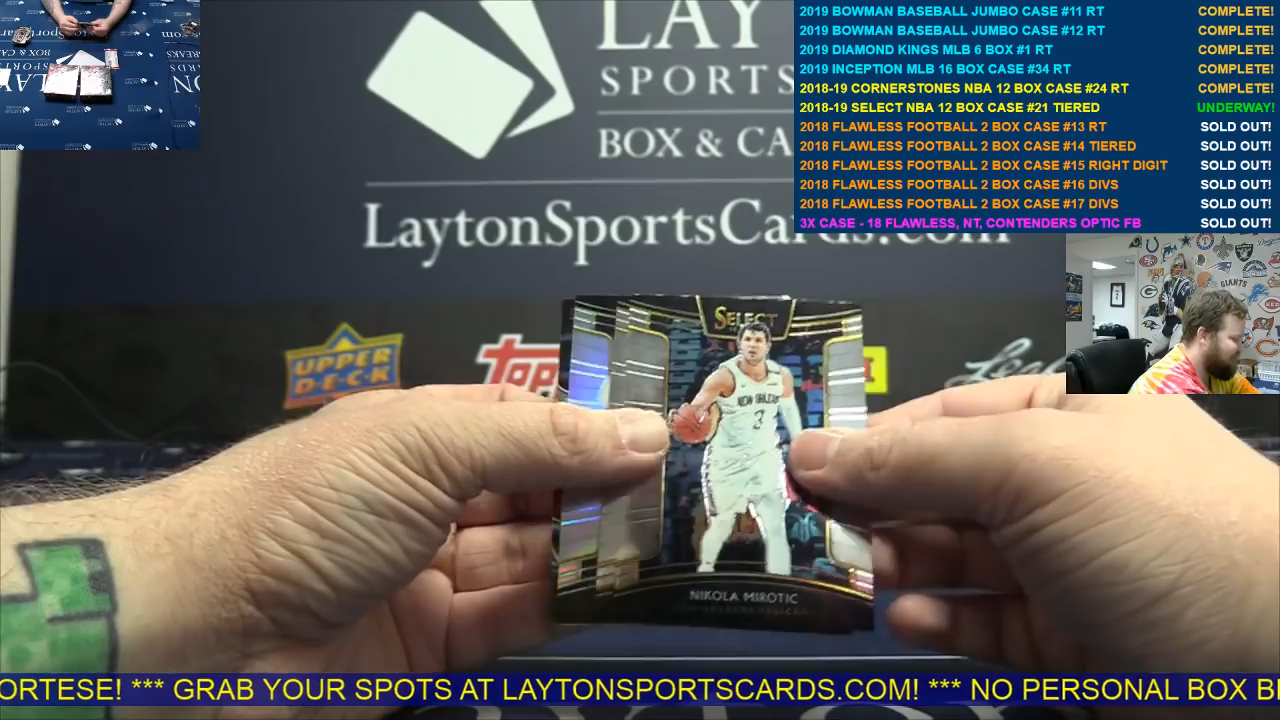 2019 BOWMAN BASEBALL JUMBO CASE #11 RT COMPLETE!
2019 BOWMAN BASEBALL JUMBO CASE #12 RT COMPLETE!
2019 DIAMOND KINGS MLB 6 BOX #1 RT COMPLETE!
2019 INCEPTION MLB 16 BOX CASE #34 RT COMPLETE!
2018-19 CORNERSTONES NBA 12 BOX CASE #24 RT COMPLETE!
2018-19 SELECT NBA 12 BOX CASE #21 TIERED UNDERWAY!
2018 FLAWLESS FOOTBALL 2 BOX CASE #13 RT SOLD OUT!
2018 FLAWLESS FOOTBALL 2 BOX CASE #14 TIERED SOLD OUT!
2018 FLAWLESS FOOTBALL 2 BOX CASE #15 RIGHT DIGIT SOLD OUT!
2018 FLAWLESS FOOTBALL 2 BOX CASE #16 DIVS SOLD OUT!
2018 FLAWLESS FOOTBALL 2 BOX CASE #17 DIVS SOLD OUT!
3X CASE - 18 FLAWLESS, NT, CONTENDERS OPTIC FB SOLD OUT!
LAY
SPORTS
BOX & CA
LaytonSportsCards.com
UPPER DECK
Topps
Leaf
GIANTS
SELECT
NEW ORLEANS
3
NIKOLA MIROTIC
ORTESE! *** GRAB YOUR SPOTS AT LAYTONSPORTSCARDS.COM! *** NO PERSONAL BOX B